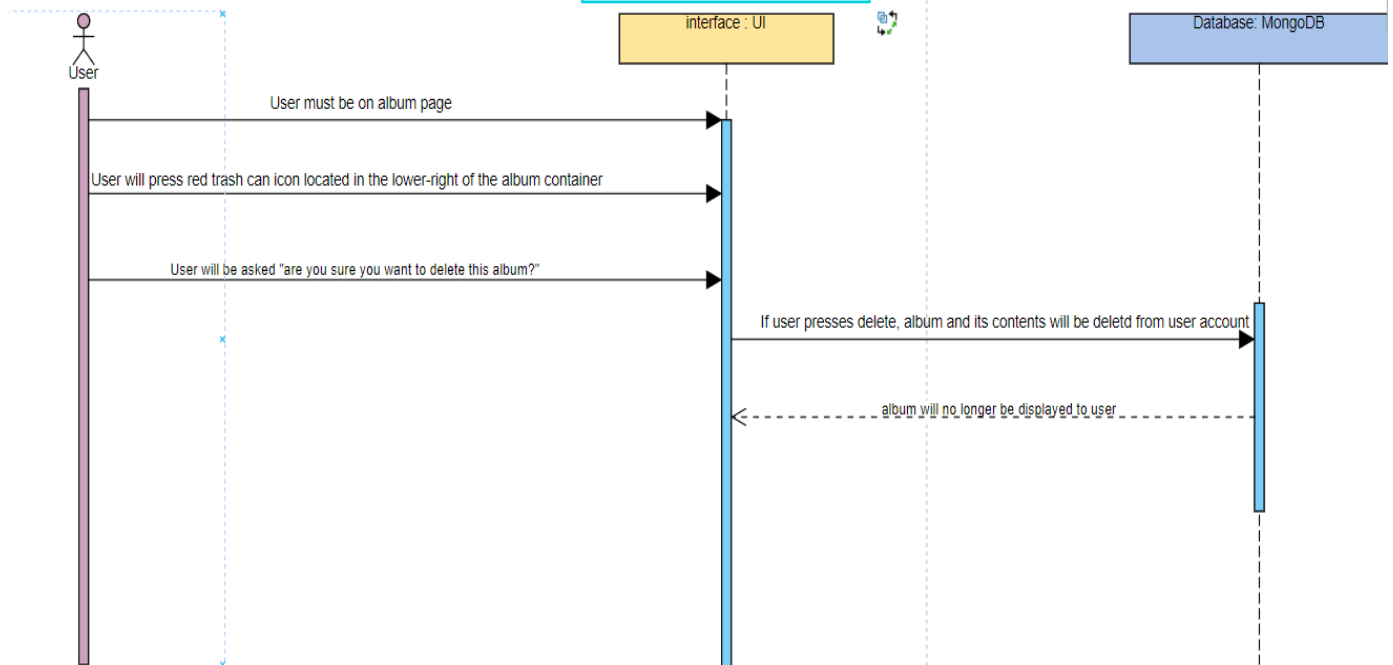 interface : UI
Database: MongoDB
User
User must be on album page
User will press red trash can icon located in the lower-right of the album container
User will be asked "are you sure you want to delete this album?"
If user presses delete, album and its contents will be deletd from user account
album will no longer be displayed to user